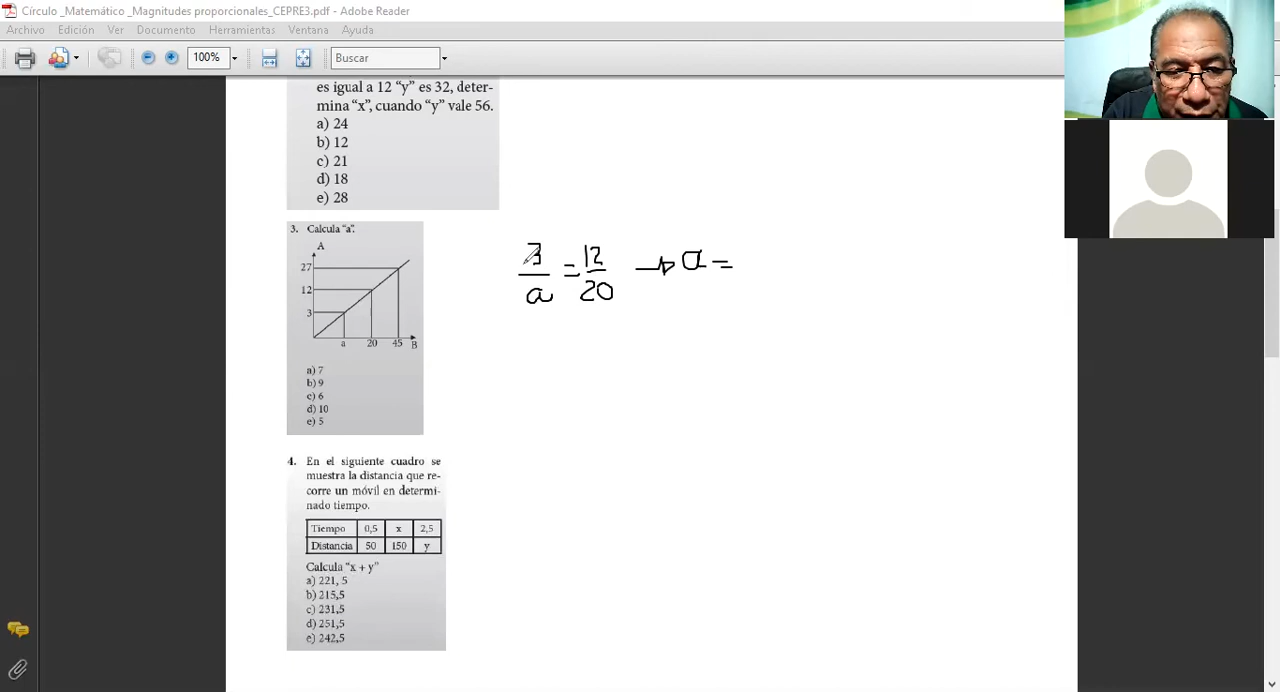 Círculo _Matemático _Magnitudes proporcionales_CEPRE3.pdf - Adobe Reader
Archivo Edición Ver Documento Herramientas Ventana Ayuda
100% Buscar
es igual a 12 “y” es 32, deter-
mina “x”, cuando “y” vale 56.
a) 24
b) 12
c) 21
d) 18
e) 28
3. Calcula “a”.
A
27
12
3
a 20 45 B
a) 7
b) 9
c) 6
d) 10
e) 5
3/a = 12/20 → a =
4. En el siguiente cuadro se
muestra la distancia que re-
corre un móvil en determi-
nado tiempo.
Tiempo 0,5 x 2,5
Distancia 50 150 y
Calcula “x + y”
a) 221, 5
b) 215,5
c) 231,5
d) 251,5
e) 242,5